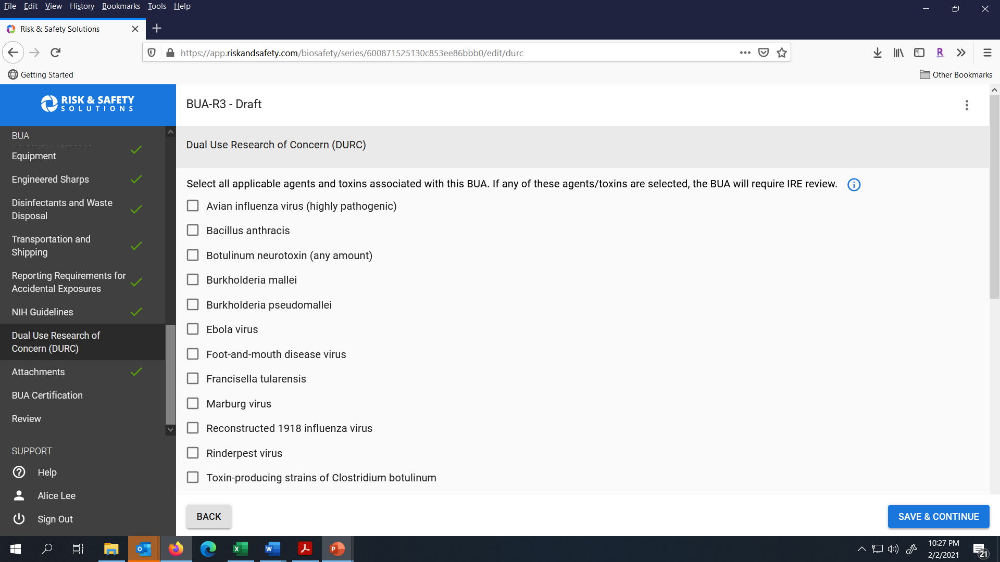 File Edit View History Bookmarks Tools Help
Risk & Safety Solutions
https://app.riskandsafety.com/biosafety/series/600871525130c853ee86bbb0/edit/durc
R
Getting Started
Other Bookmarks
RISK & SAFETY
SOLUTIONS
BUA-R3 - Draft
BUA
Equipment
Engineered Sharps
Disinfectants and Waste
Disposal
Transportation and
Shipping
Reporting Requirements for
Accidental Exposures
NIH Guidelines
Dual Use Research of
Concern (DURC)
Attachments
BUA Certification
Review
SUPPORT
Help
Alice Lee
Sign Out
Dual Use Research of Concern (DURC)
Select all applicable agents and toxins associated with this BUA. If any of these agents/toxins are selected, the BUA will require IRE review.
Avian influenza virus (highly pathogenic)
Bacillus anthracis
Botulinum neurotoxin (any amount)
Burkholderia mallei
Burkholderia pseudomallei
Ebola virus
Foot-and-mouth disease virus
Francisella tularensis
Marburg virus
Reconstructed 1918 influenza virus
Rinderpest virus
Toxin-producing strains of Clostridium botulinum
BACK
SAVE & CONTINUE
10:27 PM
2/2/2021
21